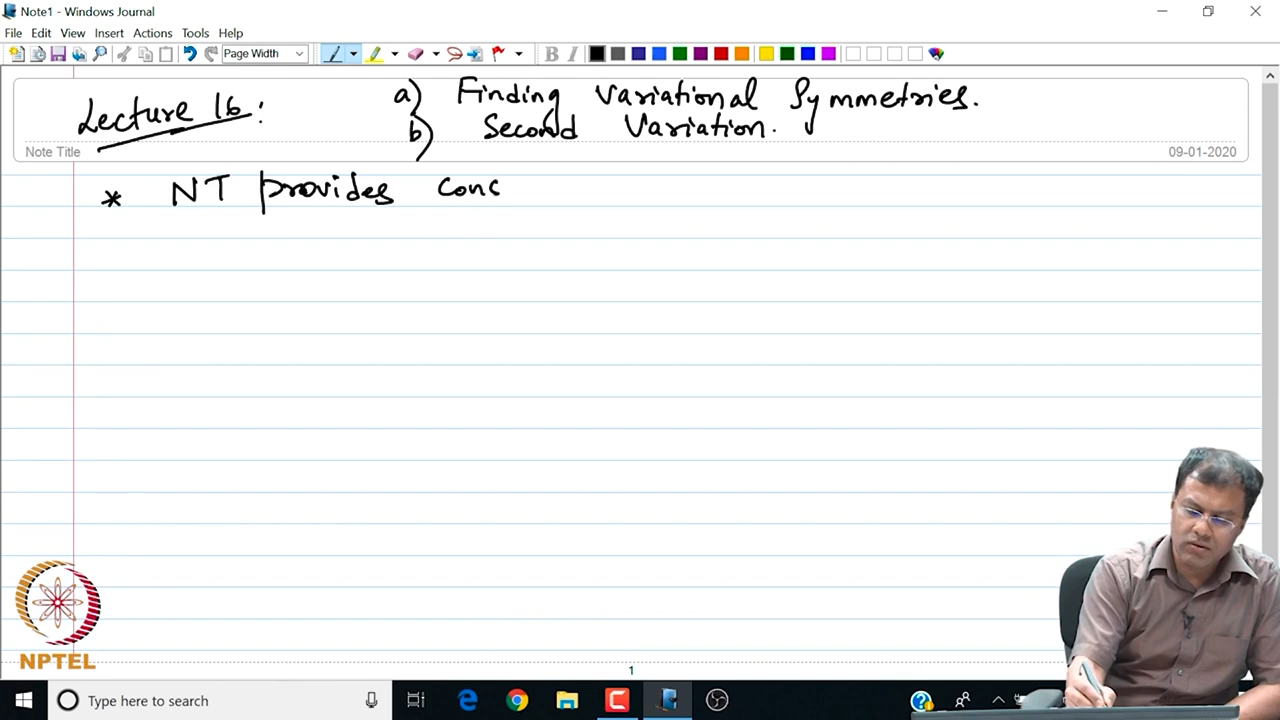 Note1 - Windows Journal
File Edit View Insert Actions Tools Help
Page Width B I
Lecture 16:
a) Finding Variational Symmetries.
b) Second Variation.
Note Title 09-01-2020
* NT provides cons
1
NPTEL
Type here to search